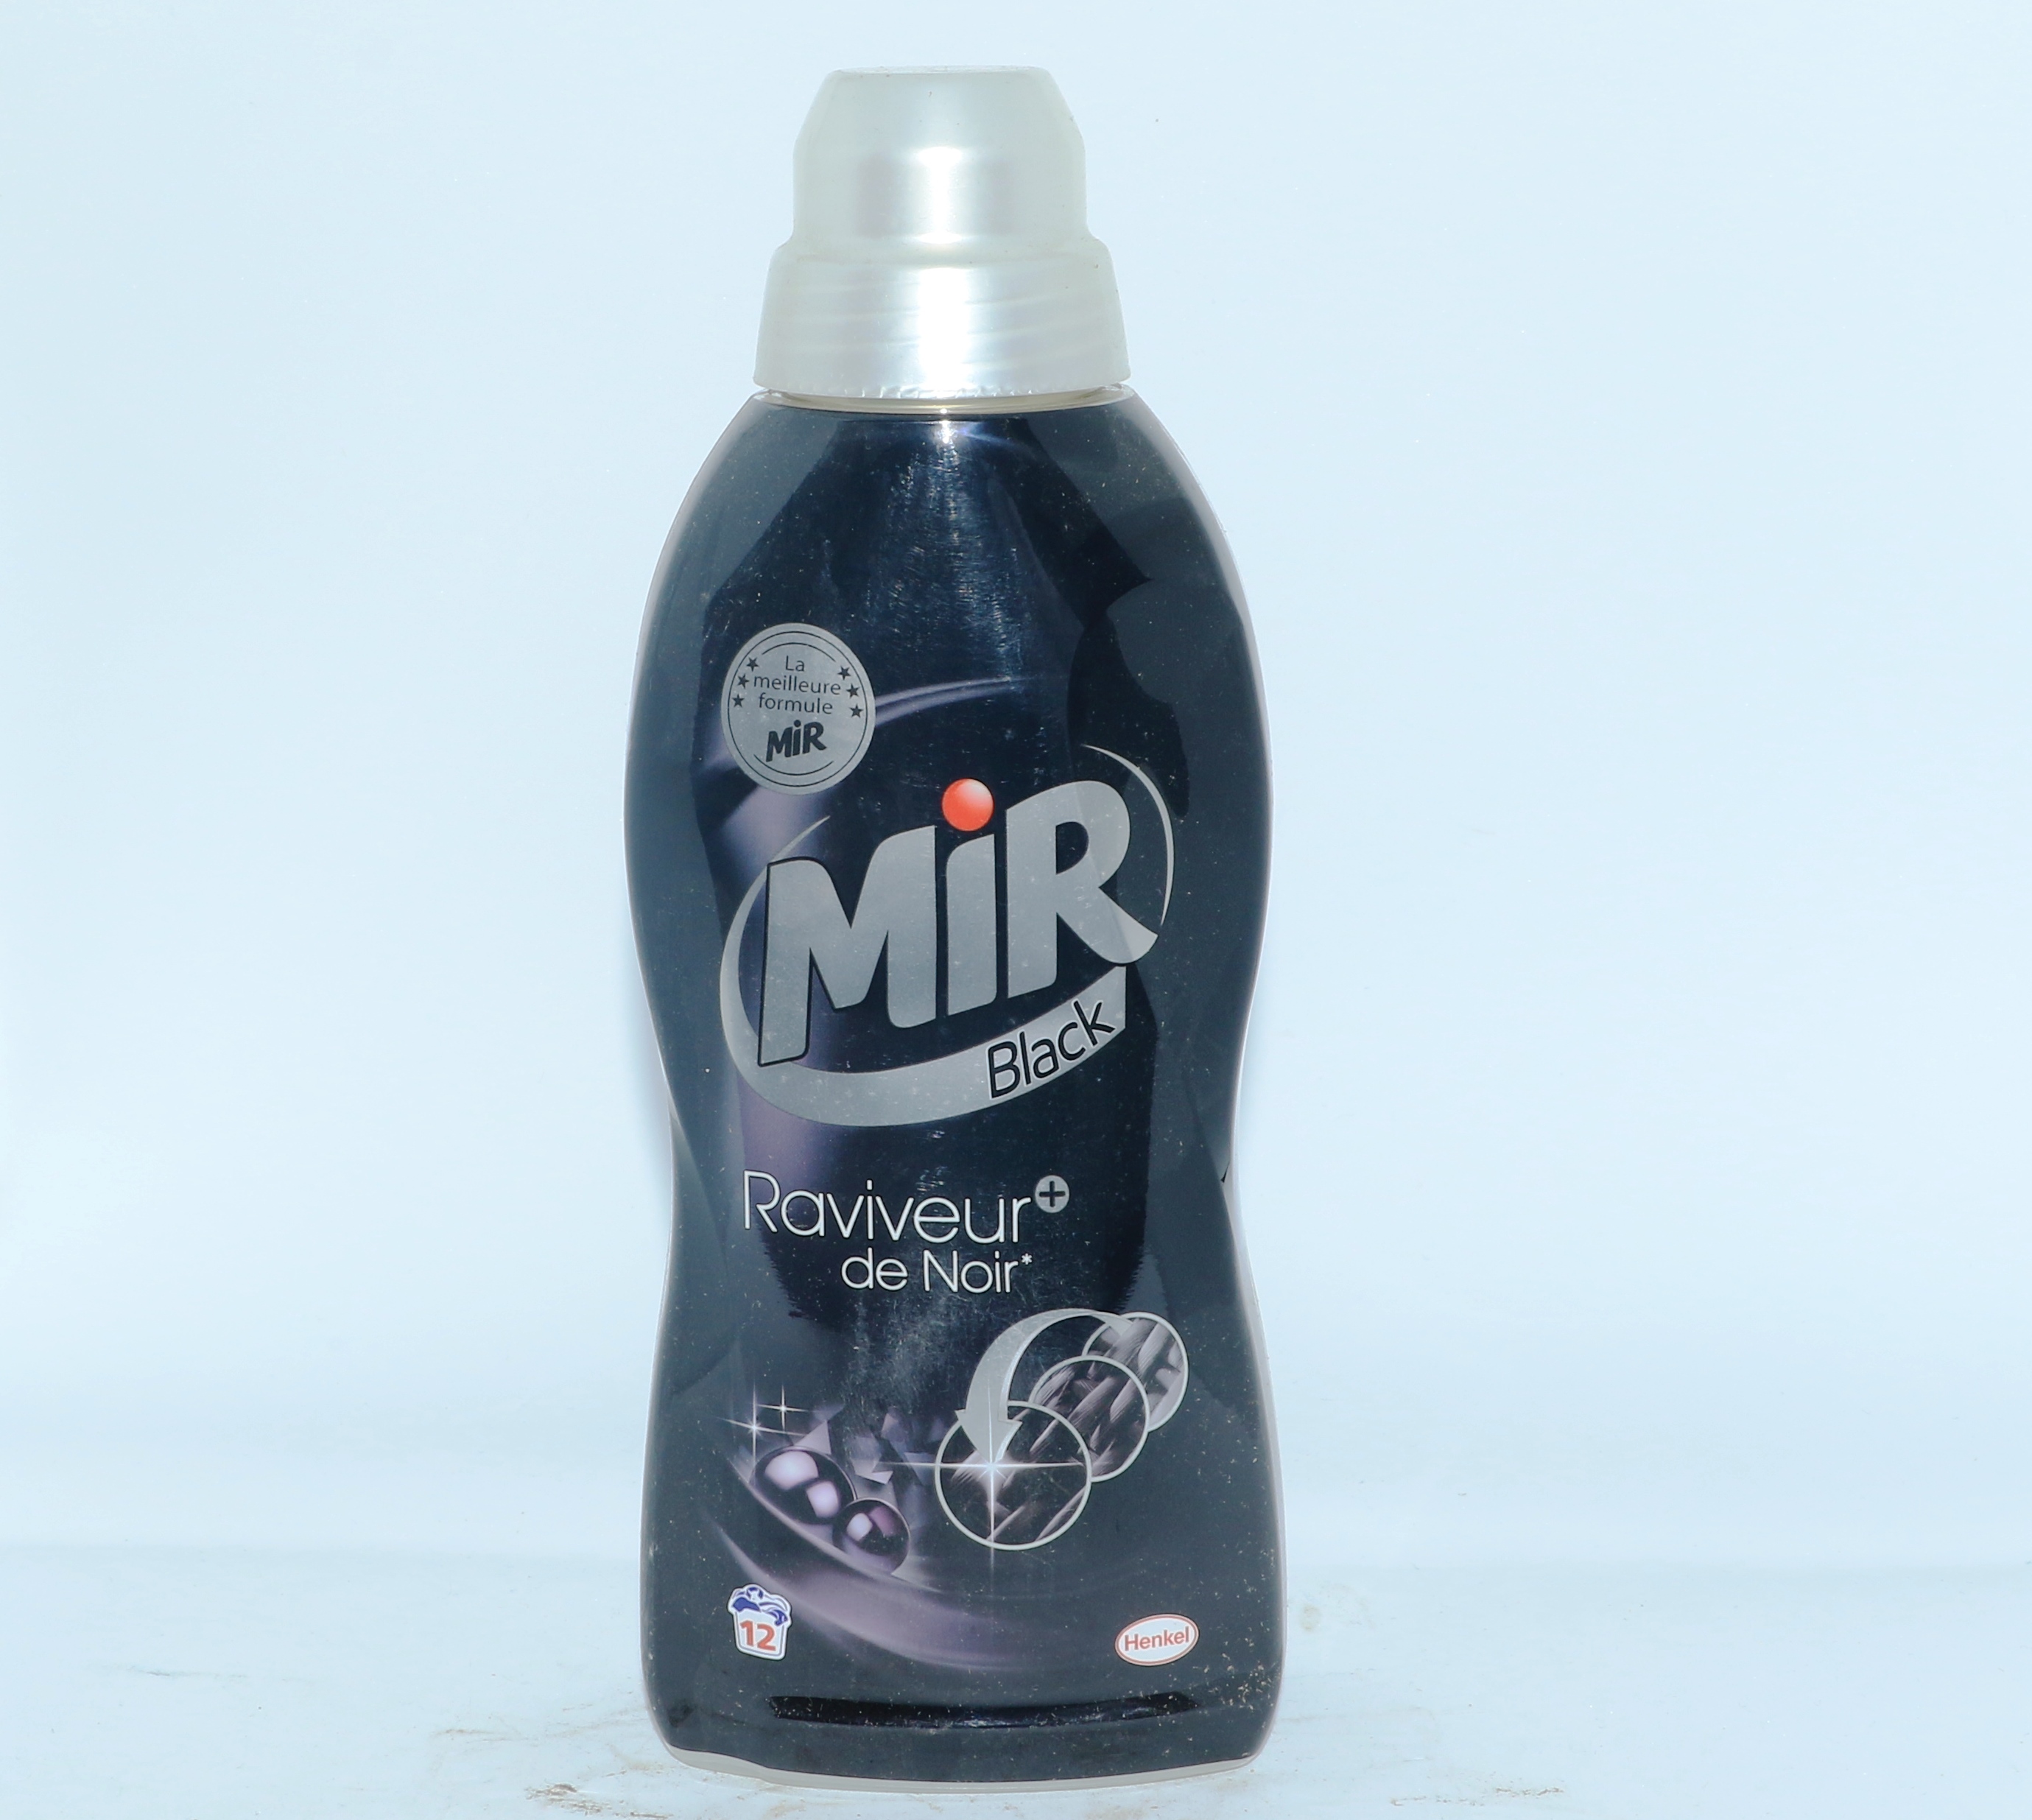 La
meilleure
formule
MiR
MiR
Black
Raviveur+
de Noir*
12
Henkel